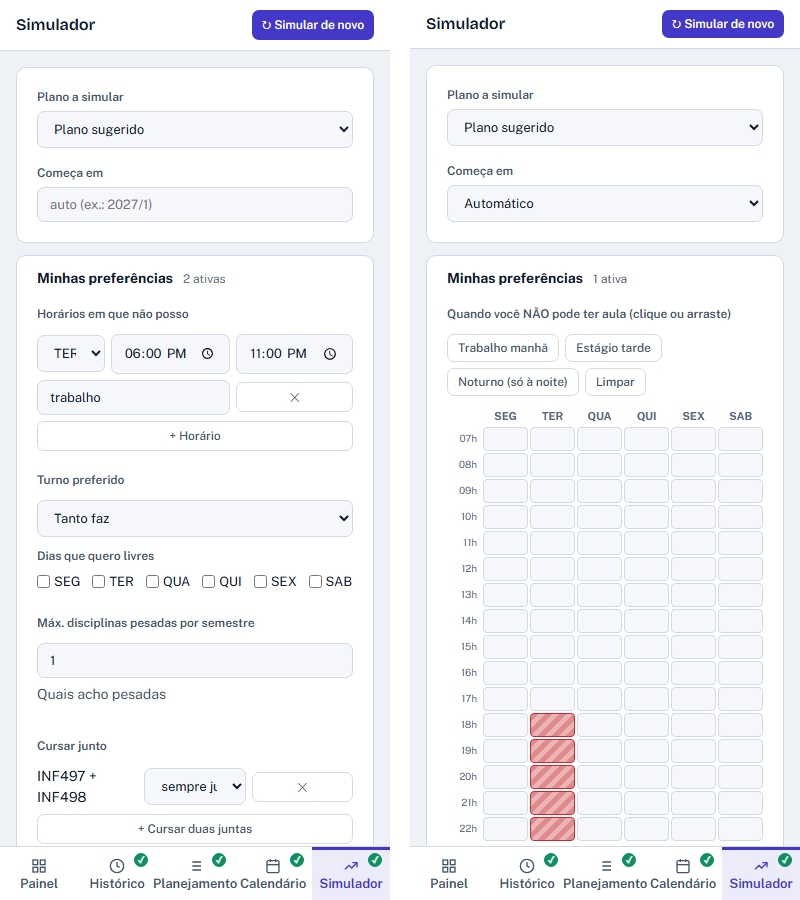 Simulador
↻ Simular de novo
Plano a simular
Plano sugerido
Começa em
auto (ex.: 2027/1)
Minhas preferências 2 ativas
Horários em que não posso
TER 06:00 PM 11:00 PM
trabalho ×
+ Horário
Turno preferido
Tanto faz
Dias que quero livres
SEG TER QUA QUI SEX SAB
Máx. disciplinas pesadas por semestre
1
Quais acho pesadas
Cursar junto
INF497 +
INF498
sempre ju
×
+ Cursar duas juntas
Painel Histórico Planejamento Calendário Simulador
Simulador
↻ Simular de novo
Plano a simular
Plano sugerido
Começa em
Automático
Minhas preferências 1 ativa
Quando você NÃO pode ter aula (clique ou arraste)
Trabalho manhã Estágio tarde
Noturno (só à noite) Limpar
SEG TER QUA QUI SEX SAB
07h
08h
09h
10h
11h
12h
13h
14h
15h
16h
17h
18h
19h
20h
21h
22h
Painel Histórico Planejamento Calendário Simulador